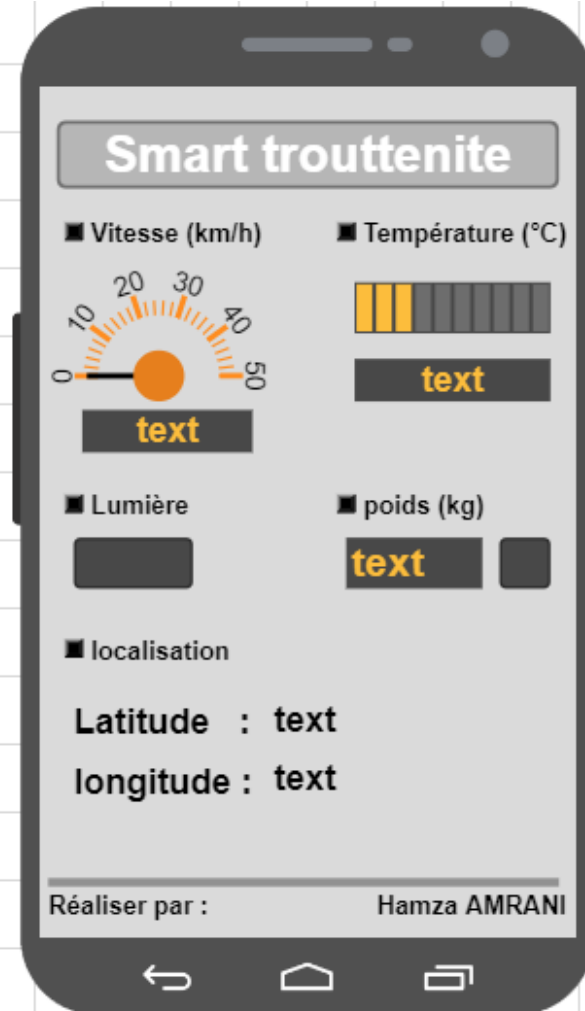 Smart trouttenite
Vitesse (km/h)
Température (°C)
0 10 20 30 40 50
text
text
Lumière
poids (kg)
text
localisation
Latitude : text
longitude : text
Réaliser par : Hamza AMRANI